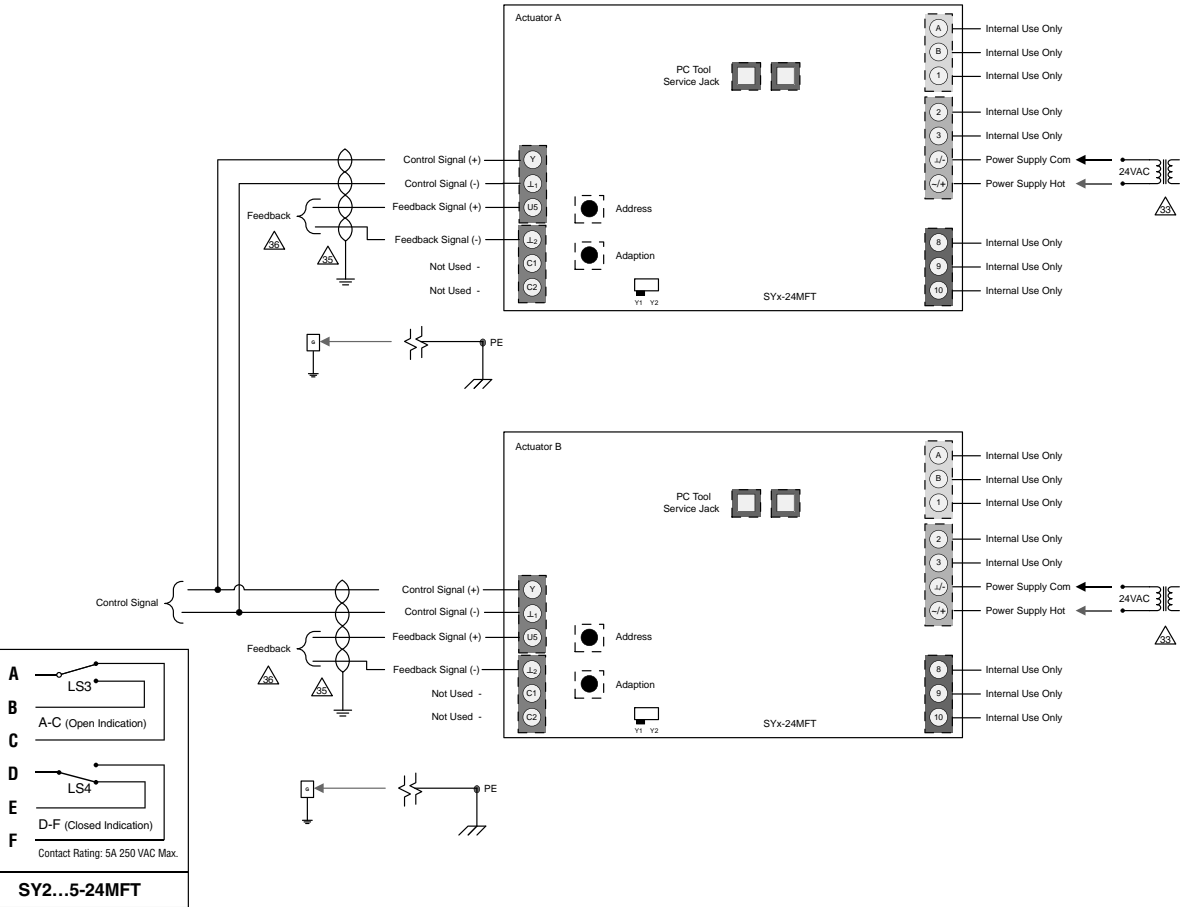 Actuator A
PC Tool
Service Jack
A Internal Use Only
B Internal Use Only
1 Internal Use Only
2 Internal Use Only
3 Internal Use Only
⊥/- Power Supply Com
~/+ Power Supply Hot
24VAC
33
8 Internal Use Only
9 Internal Use Only
10 Internal Use Only
Control Signal (+) Y
Control Signal (-) ⊥1
Feedback Signal (+) U5
Feedback
36
35
Feedback Signal (-) ⊥2
Not Used - C1
Not Used - C2
Address
Adaption
Y1 Y2
SYx-24MFT
G
PE
Actuator B
PC Tool
Service Jack
A Internal Use Only
B Internal Use Only
1 Internal Use Only
2 Internal Use Only
3 Internal Use Only
⊥/- Power Supply Com
~/+ Power Supply Hot
24VAC
33
8 Internal Use Only
9 Internal Use Only
10 Internal Use Only
Control Signal
Control Signal (+) Y
Control Signal (-) ⊥1
Feedback Signal (+) U5
Feedback
36
35
Feedback Signal (-) ⊥2
Not Used - C1
Not Used - C2
Address
Adaption
Y1 Y2
SYx-24MFT
G
PE
A
LS3
B
A-C (Open Indication)
C
D
LS4
E
D-F (Closed Indication)
F
Contact Rating: 5A 250 VAC Max.
SY2...5-24MFT